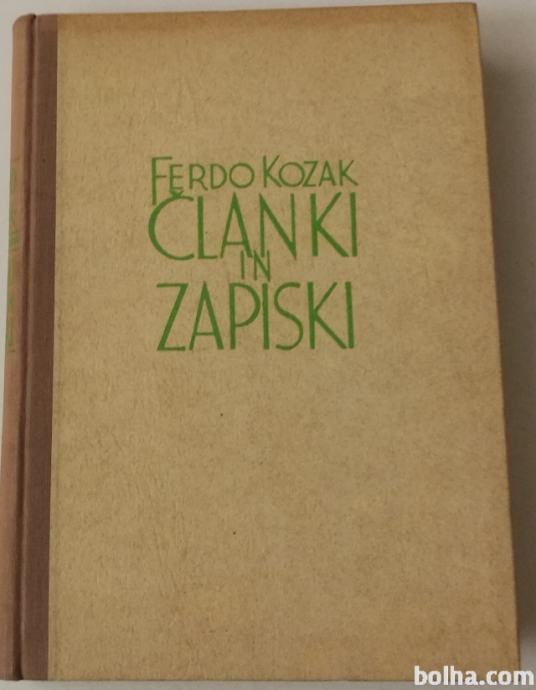 FERDO KOZAK
ČLANKI
IN
ZAPISKI
bolha.com